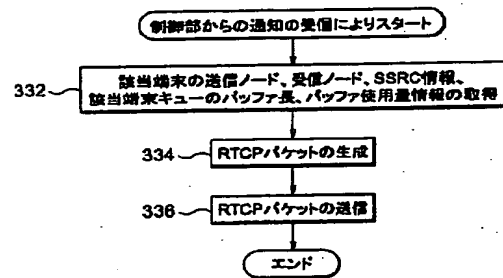 制御部からの通知の受信によりスタート
332
該当端末の送信ノード、受信ノード、SSRC情報、
該当端末キューのバッファ長、バッファ使用量情報の取得
334
RTCPパケットの生成
336
RTCPパケットの送信
エンド